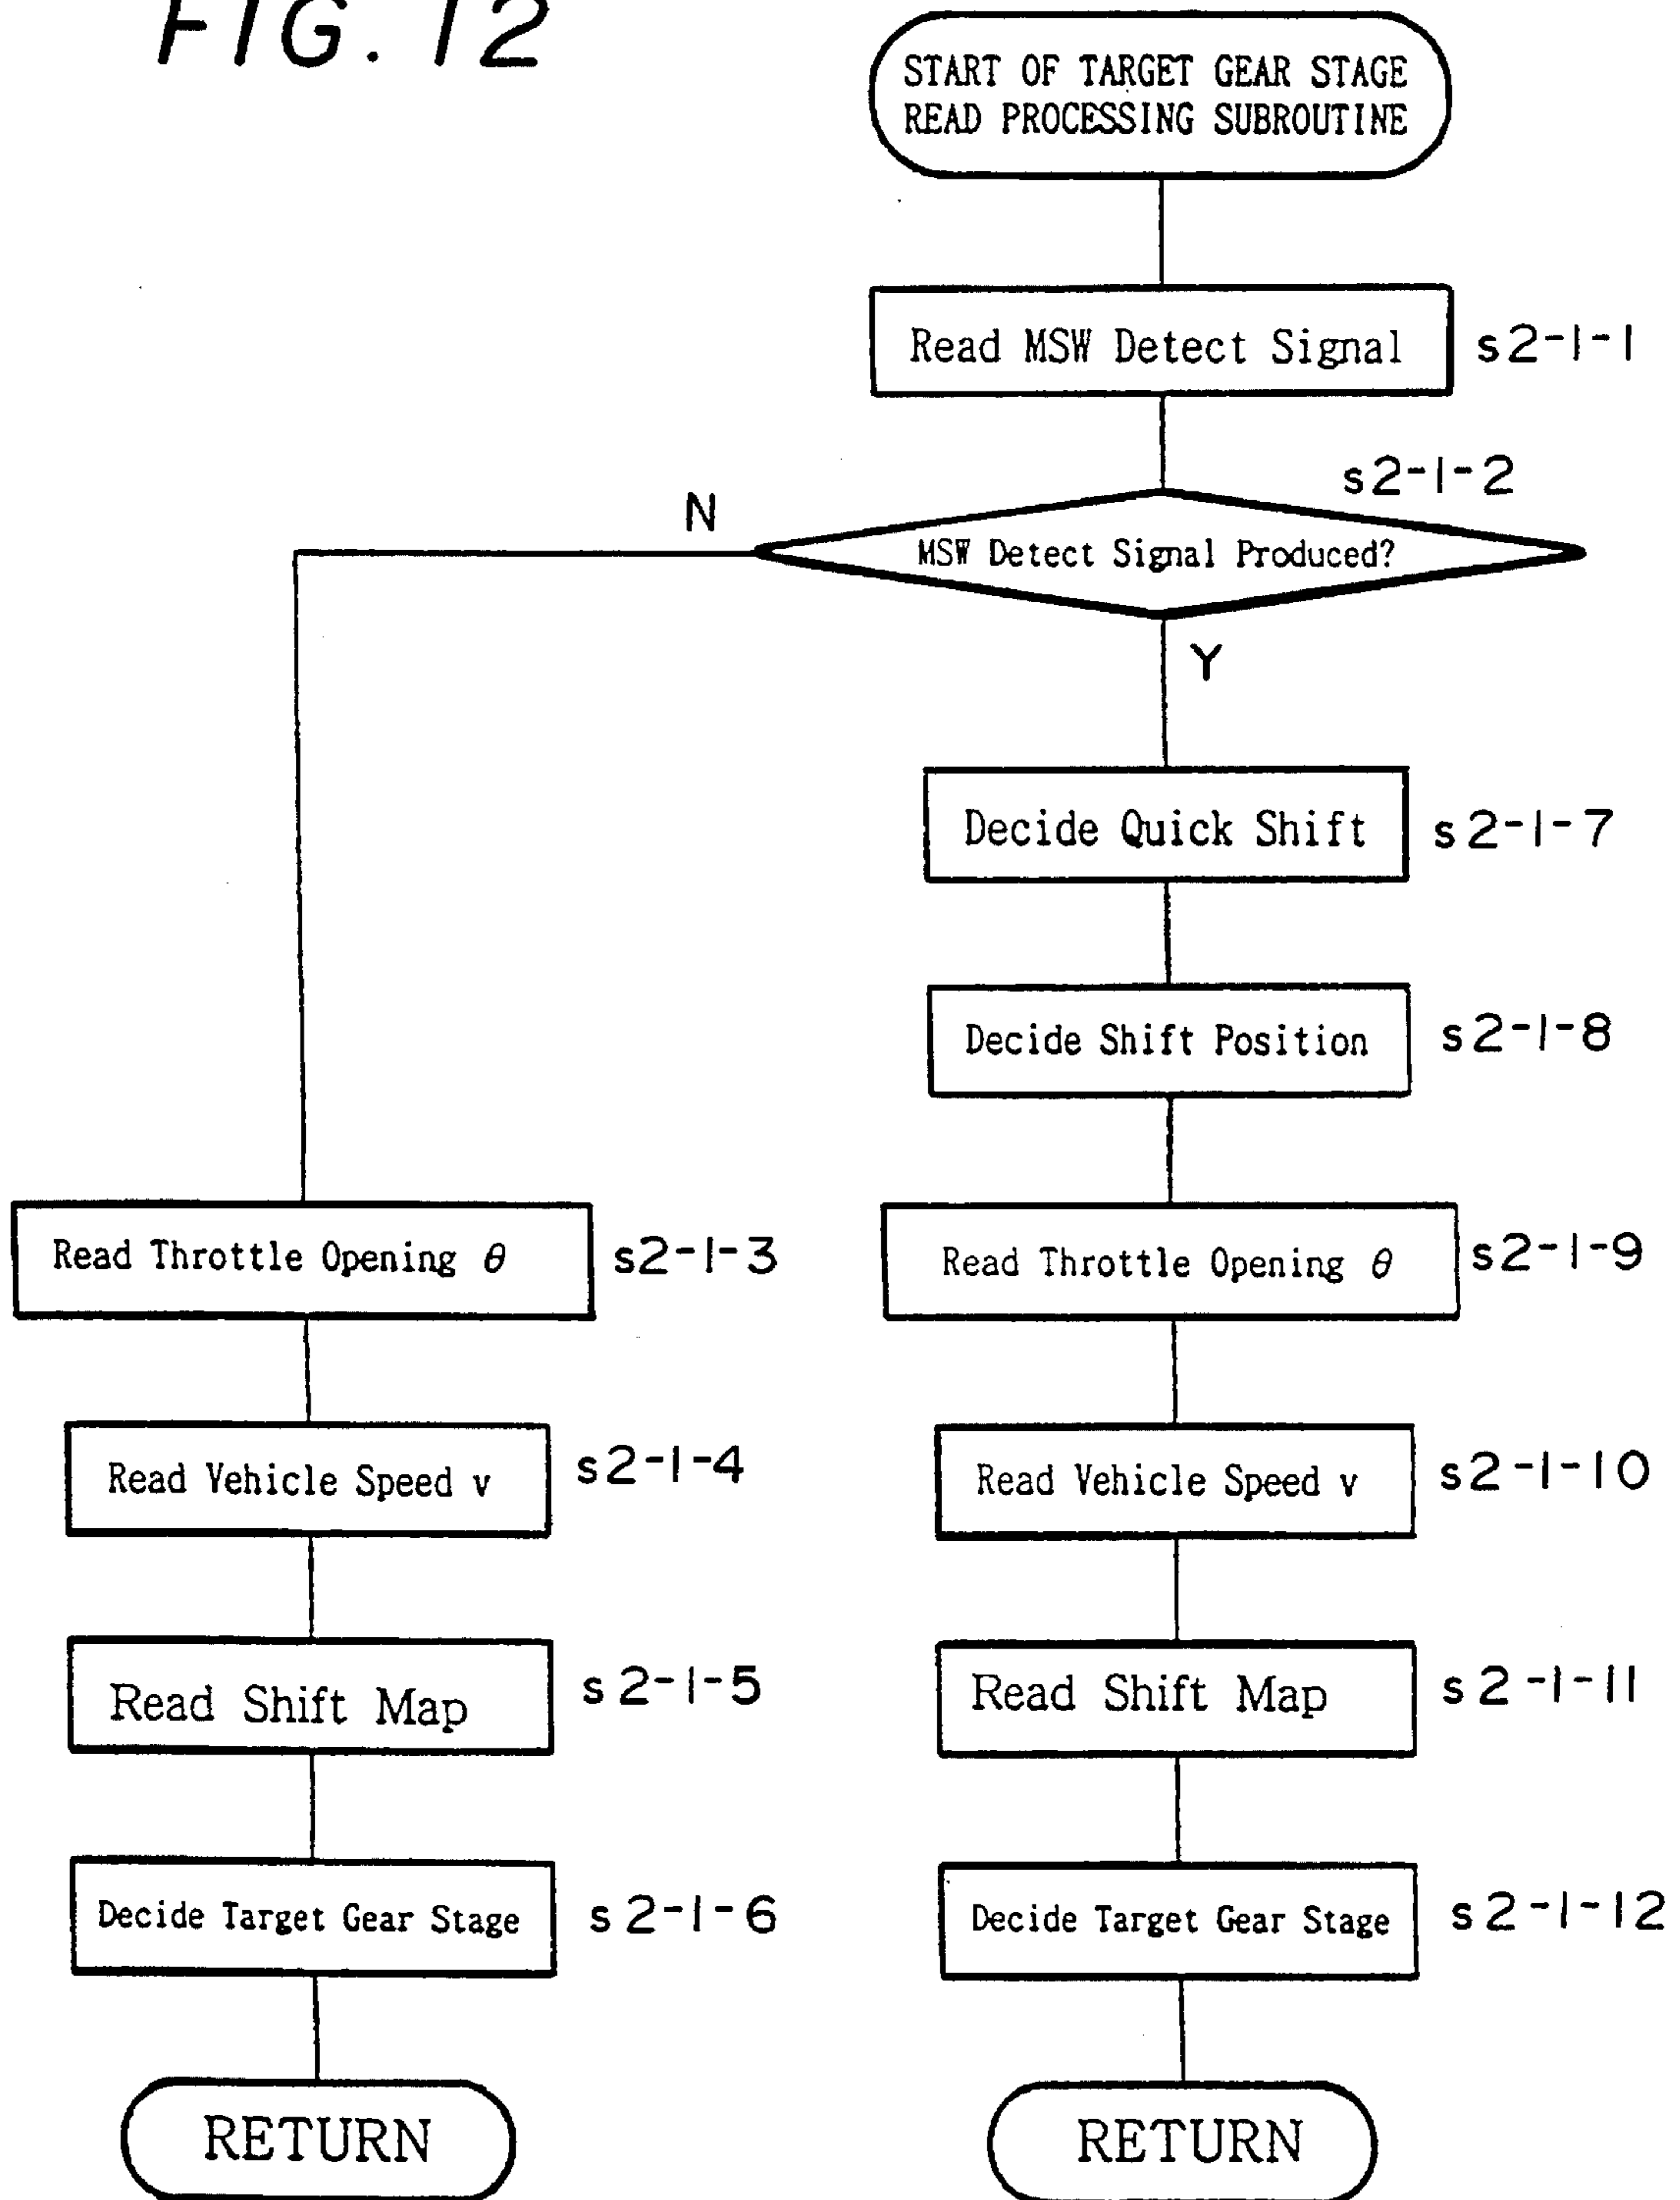 FIG. 12
START OF TARGET GEAR STAGE
READ PROCESSING SUBROUTINE
Read MSW Detect Signal
s2-1-1
s2-1-2
N
MSW Detect Signal Produced?
Y
Decide Quick Shift
s2-1-7
Decide Shift Position
s2-1-8
Read Throttle Opening θ
s2-1-3
Read Throttle Opening θ
s2-1-9
Read Vehicle Speed v
s2-1-4
Read Vehicle Speed v
s2-1-10
Read Shift Map
s2-1-5
Read Shift Map
s2-1-11
Decide Target Gear Stage
s2-1-6
Decide Target Gear Stage
s2-1-12
RETURN
RETURN